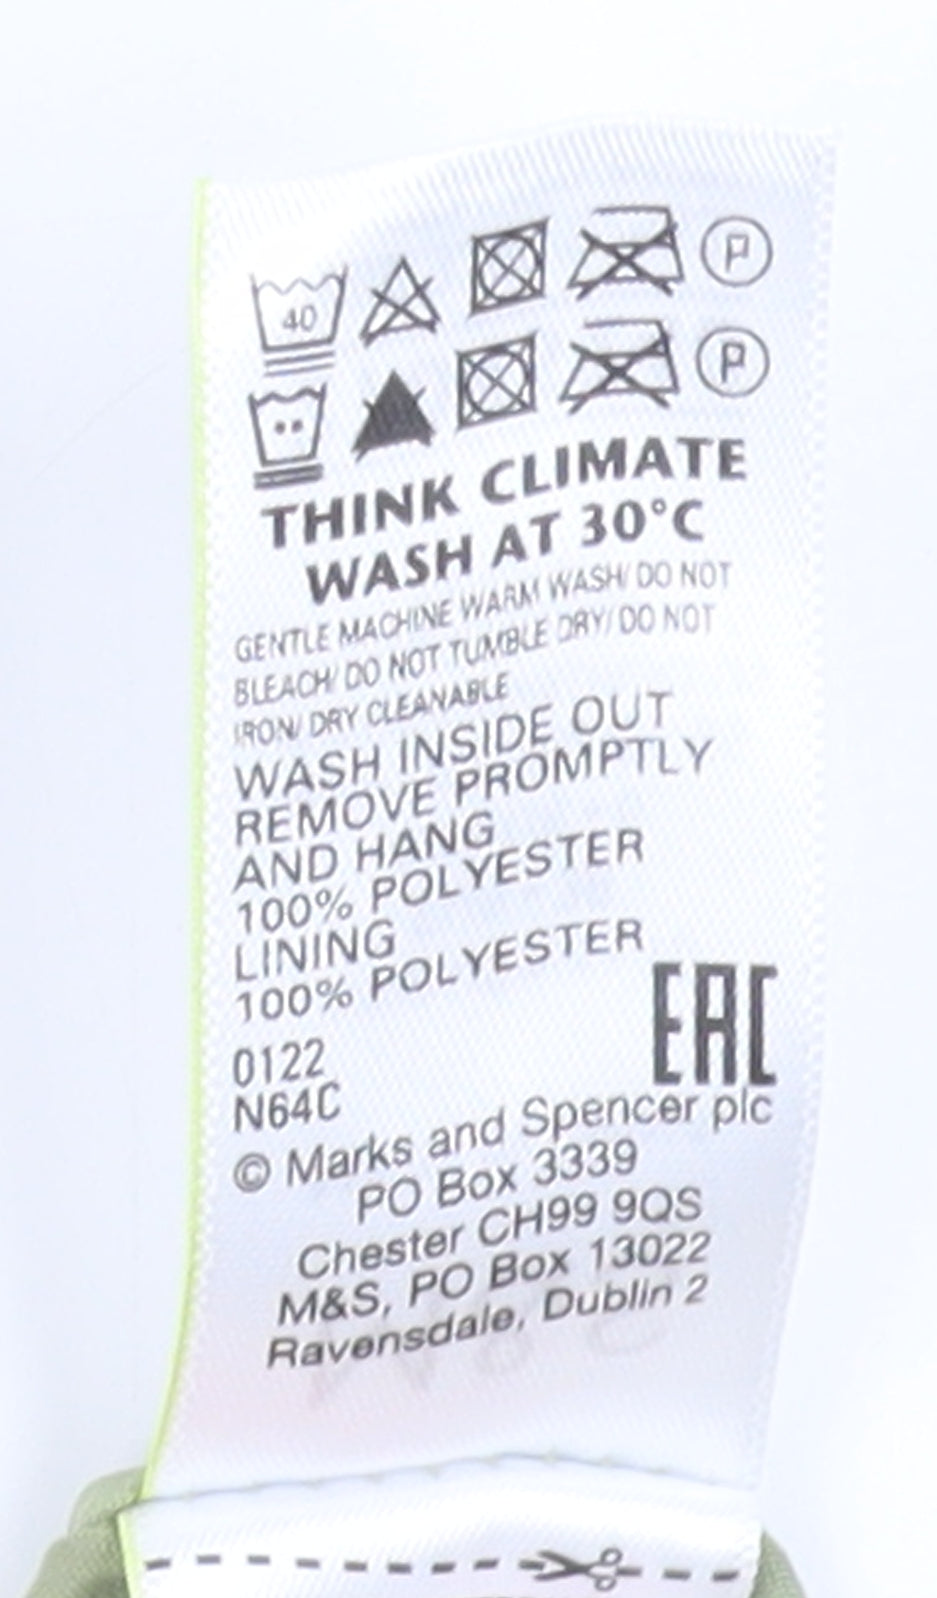 40 P
P
THINK CLIMATE
WASH AT 30°C
GENTLE MACHINE WARM WASH/ DO NOT
BLEACH/ DO NOT TUMBLE DRY/ DO NOT
IRON/ DRY CLEANABLE
WASH INSIDE OUT
REMOVE PROMPTLY
AND HANG
100% POLYESTER
LINING
100% POLYESTER
EAC
0122
N64C
© Marks and Spencer plc
PO Box 3339
Chester CH99 9QS
M&S, PO Box 13022
Ravensdale, Dublin 2